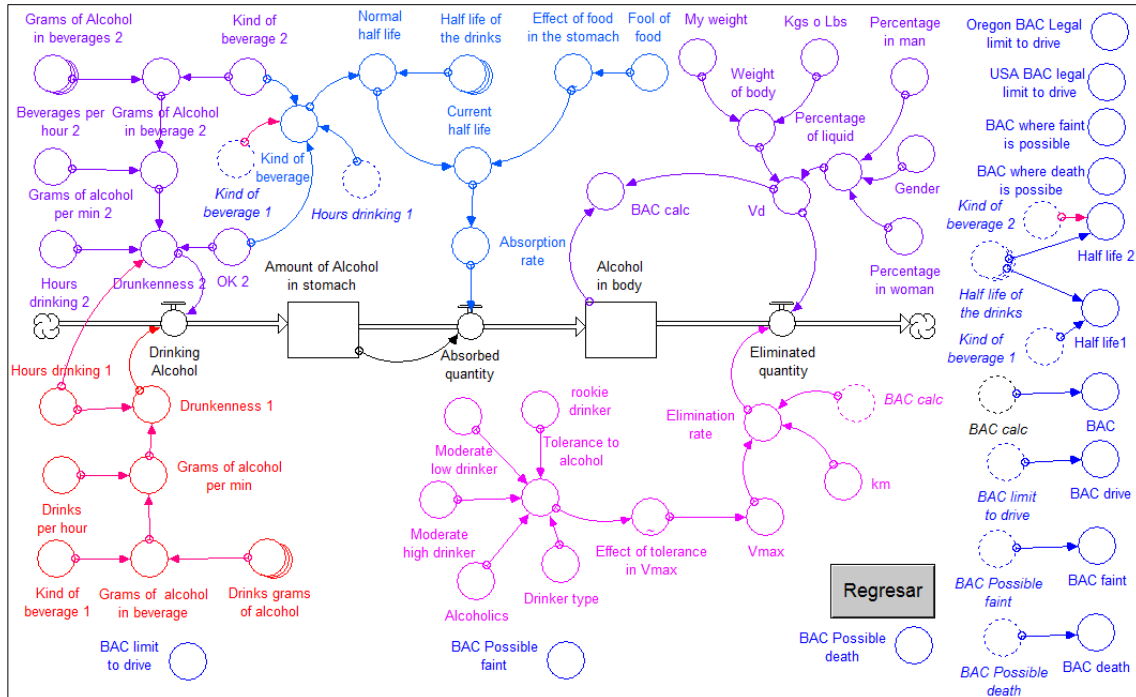 Grams of Alcohol
in beverages 2
Kind of
beverage 2
Normal
half life
Half life of
the drinks
Effect of food
in the stomach
Fool of
food
My weight
Kgs o Lbs
Percentage
in man
Oregon BAC Legal
limit to drive
USA BAC legal
limit to drive
BAC where faint
is possible
BAC where death
is possibe
Beverages per
hour 2
Grams of Alcohol
in beverage 2
Current
half life
Weight
of body
Percentage
of liquid
Kind of
beverage
Kind of
beverage 1
Hours drinking 1
Grams of alcohol
per min 2
BAC calc
Vd
Gender
Kind of
beverage 2
Half life 2
Hours
drinking 2
Drunkenness 2
OK 2
Amount of Alcohol
in stomach
Absorption
rate
Alcohol
in body
Percentage
in woman
Half life of
the drinks
Half life1
Kind of
beverage 1
Drinking
Alcohol
Absorbed
quantity
Eliminated
quantity
Hours drinking 1
Drunkenness 1
rookie
drinker
Elimination
rate
BAC calc
BAC calc
BAC
Moderate
low drinker
Tolerance to
alcohol
Grams of alcohol
per min
km
Drinks
per hour
BAC limit
to drive
BAC drive
Moderate
high drinker
Effect of tolerance
in Vmax
~
Vmax
Kind of
beverage 1
Grams of alcohol
in beverage
Drinks grams
of alcohol
Alcoholics
Drinker type
Regresar
BAC Possible
faint
BAC faint
BAC limit
to drive
BAC Possible
faint
BAC Possible
death
BAC Possible
death
BAC death